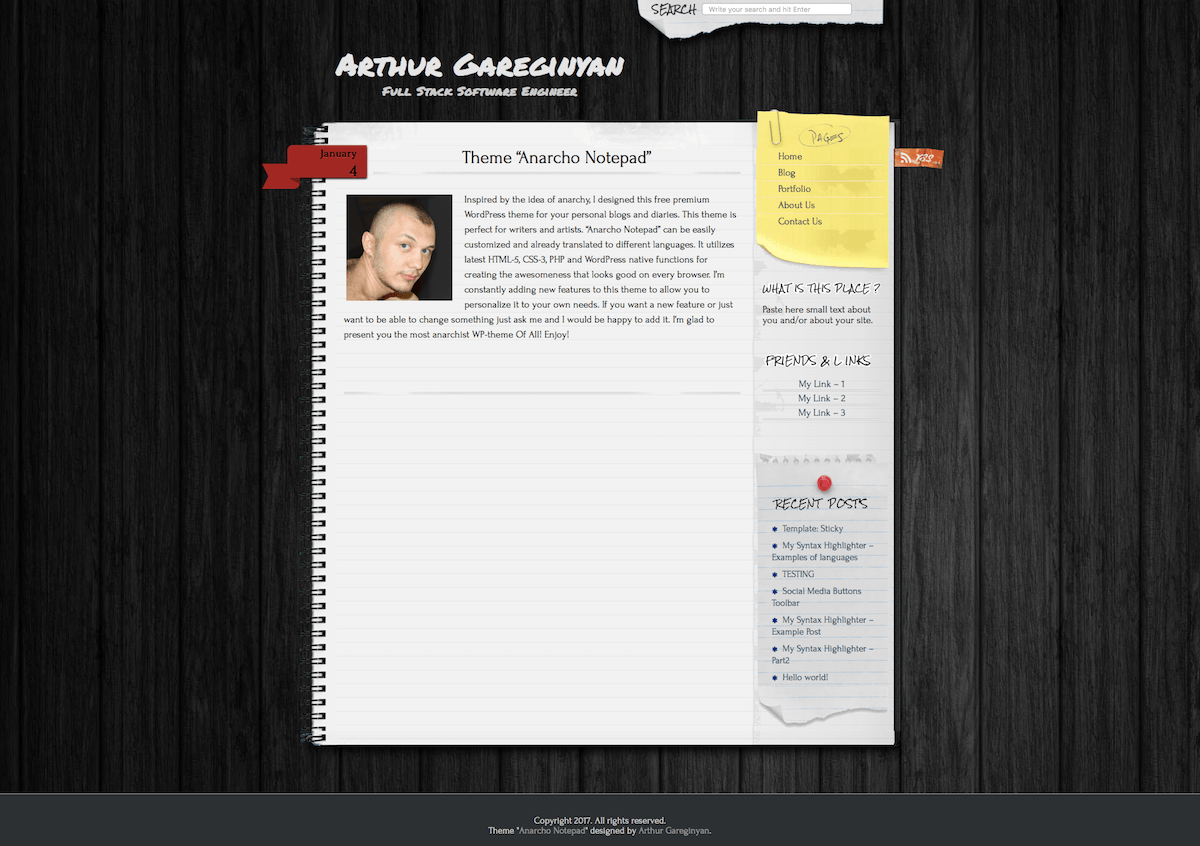 SEARCH Write your search and hit Enter
Arthur Gareginyan
Full Stack Software Engineer
January
4
Theme “Anarcho Notepad”
Inspired by the idea of anarchy, I designed this free premium
WordPress theme for your personal blogs and diaries. This theme is
perfect for writers and artists. “Anarcho Notepad” can be easily
customized and already translated to different languages. It utilizes
latest HTML-5, CSS-3, PHP and WordPress native functions for
creating the awesomeness that looks good on every browser. I’m
constantly adding new features to this theme to allow you to
personalize it to your own needs. If you want a new feature or just
want to be able to change something just ask me and I would be happy to add it. I’m glad to
present you the most anarchist WP-theme Of All! Enjoy!
PAGES
Home
Blog
Portfolio
About Us
Contact Us
WHAT IS THIS PLACE ?
Paste here small text about
you and/or about your site.
FRIENDS & LINKS
My Link – 1
My Link – 2
My Link – 3
RECENT POSTS
Template: Sticky
My Syntax Highlighter –
Examples of languages
TESTING
Social Media Buttons
Toolbar
My Syntax Highlighter –
Example Post
My Syntax Highlighter –
Part2
Hello world!
Copyright 2017. All rights reserved.
Theme "Anarcho Notepad" designed by Arthur Gareginyan.